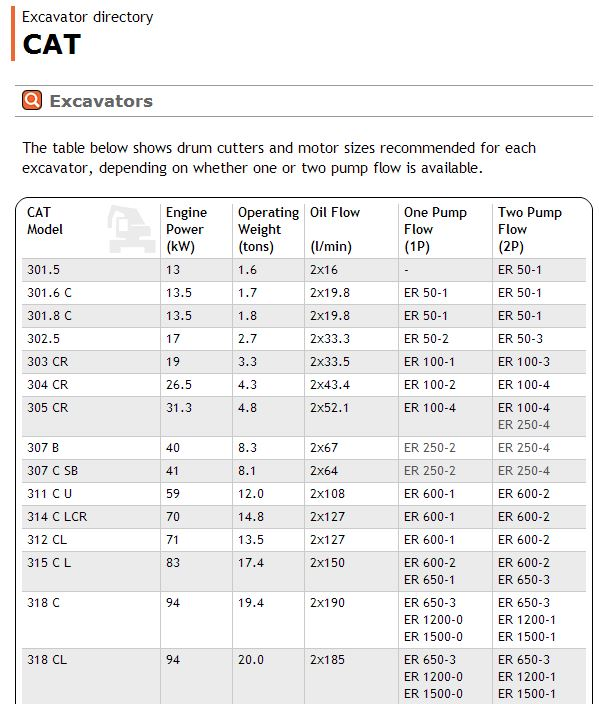 Excavator directory
CAT
Excavators
The table below shows drum cutters and motor sizes recommended for each
excavator, depending on whether one or two pump flow is available.
CAT Engine Operating Oil Flow One Pump Two Pump
Model Power Weight Flow Flow
(kW) (tons) (l/min) (1P) (2P)
301.5 13 1.6 2x16 - ER 50-1
301.6 C 13.5 1.7 2x19.8 ER 50-1 ER 50-1
301.8 C 13.5 1.8 2x19.8 ER 50-1 ER 50-1
302.5 17 2.7 2x33.3 ER 50-2 ER 50-3
303 CR 19 3.3 2x33.5 ER 100-1 ER 100-3
304 CR 26.5 4.3 2x43.4 ER 100-2 ER 100-4
305 CR 31.3 4.8 2x52.1 ER 100-4 ER 100-4
ER 250-4
307 B 40 8.3 2x67 ER 250-2 ER 250-4
307 C SB 41 8.1 2x64 ER 250-2 ER 250-4
311 C U 59 12.0 2x108 ER 600-1 ER 600-2
314 C LCR 70 14.8 2x127 ER 600-1 ER 600-2
312 CL 71 13.5 2x127 ER 600-1 ER 600-2
315 C L 83 17.4 2x150 ER 600-2 ER 600-2
ER 650-1 ER 650-3
318 C 94 19.4 2x190 ER 650-3 ER 650-3
ER 1200-0 ER 1200-1
ER 1500-0 ER 1500-1
318 CL 94 20.0 2x185 ER 650-3 ER 650-3
ER 1200-0 ER 1200-1
ER 1500-0 ER 1500-1